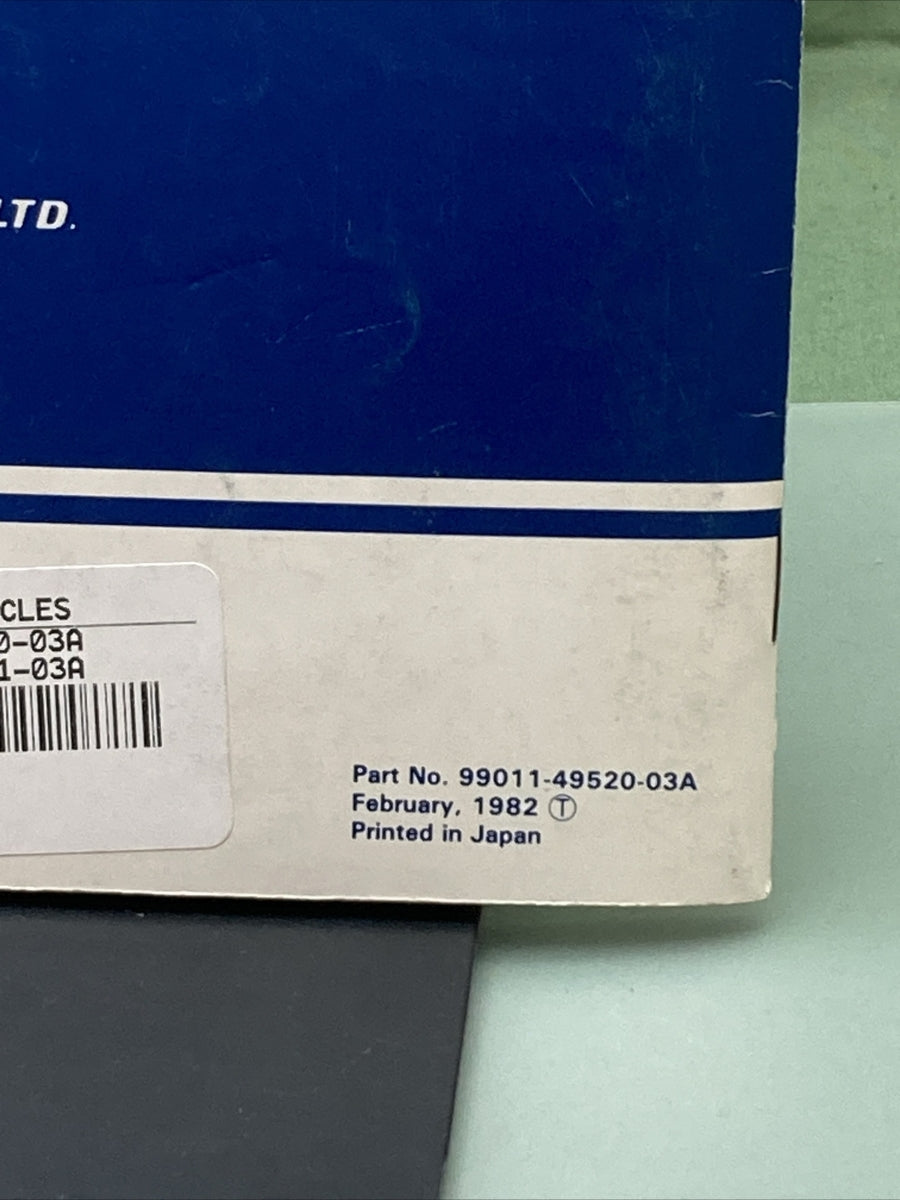 LTD.
CLES
0-03A
1-03A
Part No. 99011-49520-03A
February, 1982 Ⓣ
Printed in Japan